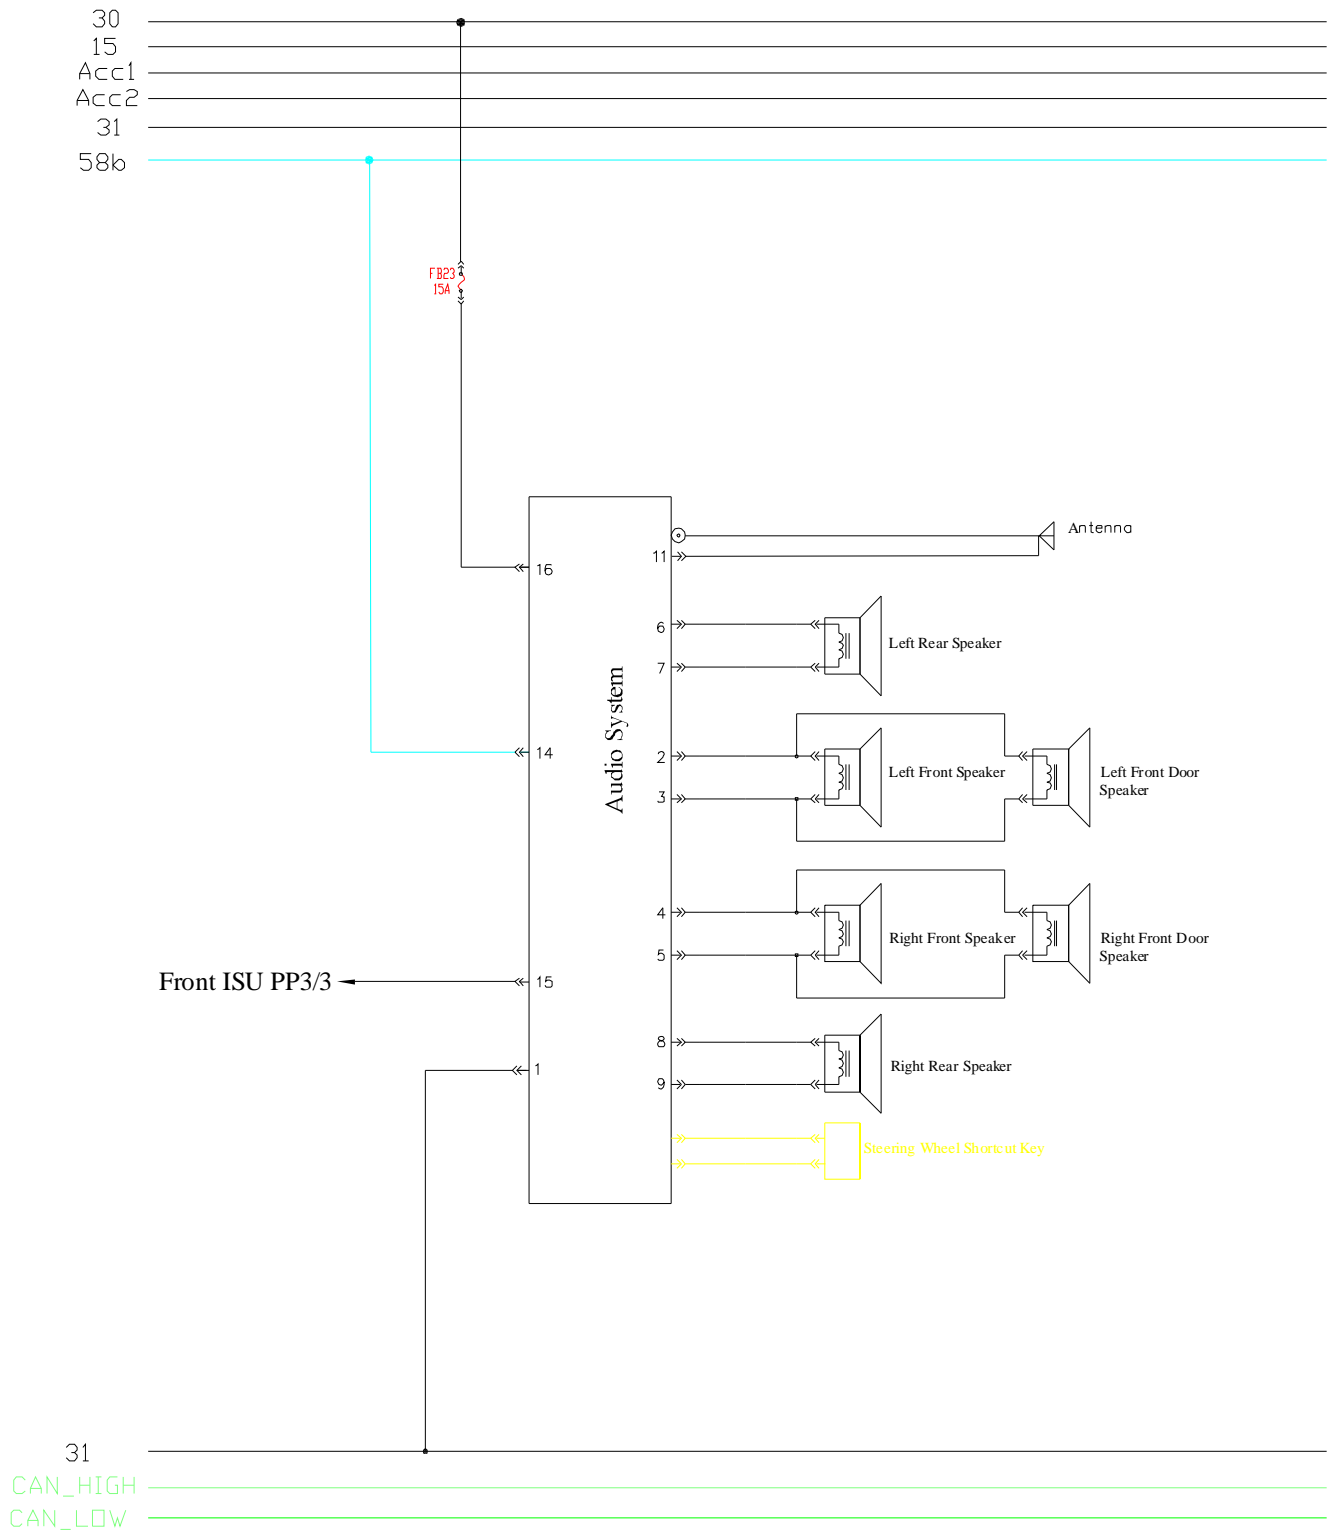 30
15
Acc1
Acc2
31
58b
FB23
15A
Antenna
11
16
6
Left Rear Speaker
7
Audio System
2
14
Left Front Speaker
Left Front Door
Speaker
3
4
Right Front Speaker
Right Front Door
Speaker
5
Front ISU PP3/3
15
8
1
Right Rear Speaker
9
Steering Wheel Shortcut Key
31
CAN_HIGH
CAN_LOW